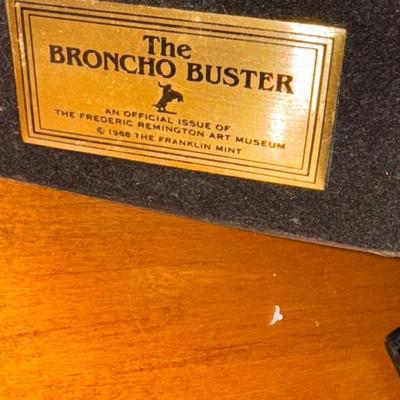 The
BRONCHO BUSTER
AN OFFICIAL ISSUE OF
THE FREDERIC REMINGTON ART MUSEUM
© 1988 THE FRANKLIN MINT